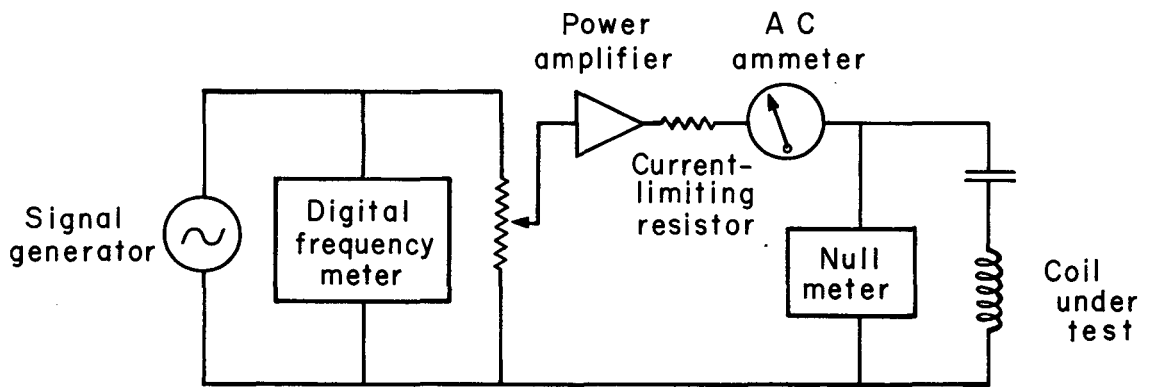 Power
amplifier
A C
ammeter
Signal
generator
Digital
frequency
meter
Current-
limiting
resistor
Null
meter
Coil
under
test